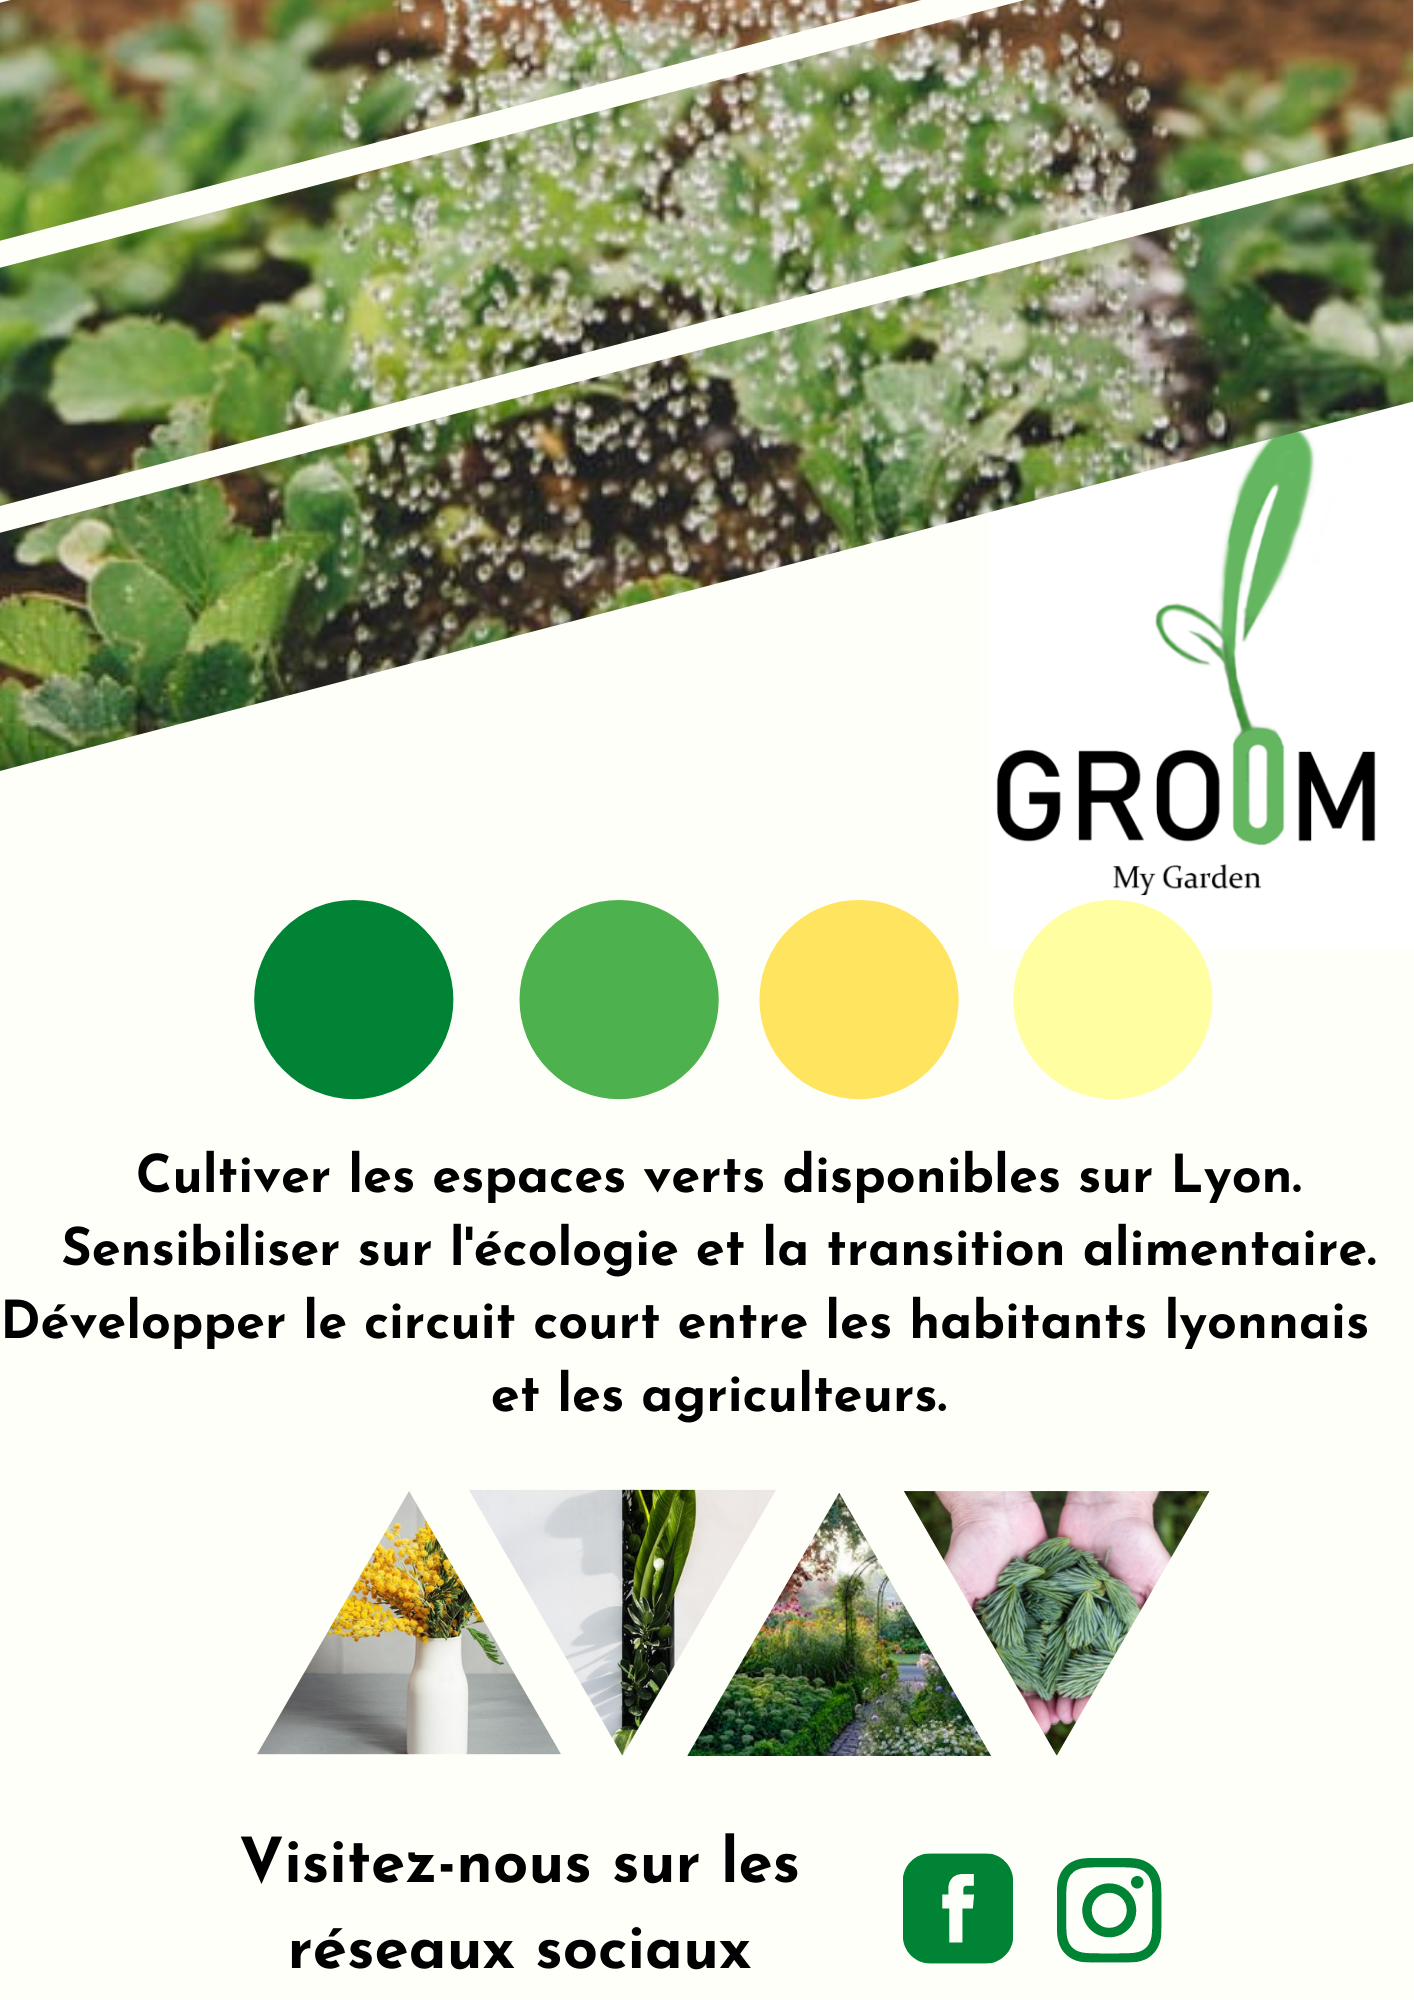 GROOM
My Garden
Cultiver les espaces verts disponibles sur Lyon.
Sensibiliser sur l'écologie et la transition alimentaire.
Développer le circuit court entre les habitants lyonnais
et les agriculteurs.
Visitez-nous sur les
réseaux sociaux